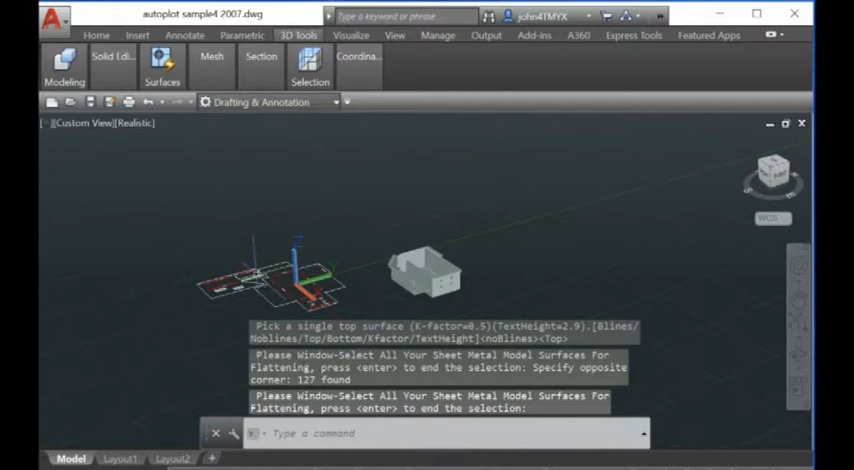 autoplot sample4 2007.dwg
Type a keyword or phrase
john4TMYX
Home Insert Annotate Parametric 3D Tools Visualize View Manage Output Add-ins A360 Express Tools Featured Apps
Modeling Solid Edi... Surfaces Mesh Section Selection Coordina...
Drafting & Annotation
[−][Custom View][Realistic]
WCS
Z
Pick a single top surface (K-factor=0.5)(TextHeight=2.9).[Blines/
Noblines/Top/Bottom/Kfactor/TextHeight]<noBlines><Top>
Please Window-Select All Your Sheet Metal Model Surfaces For
Flattening, press <enter> to end the selection: Specify opposite
corner: 127 found
Please Window-Select All Your Sheet Metal Model Surfaces For
Flattening, press <enter> to end the selection:
Type a command
Model Layout1 Layout2 +